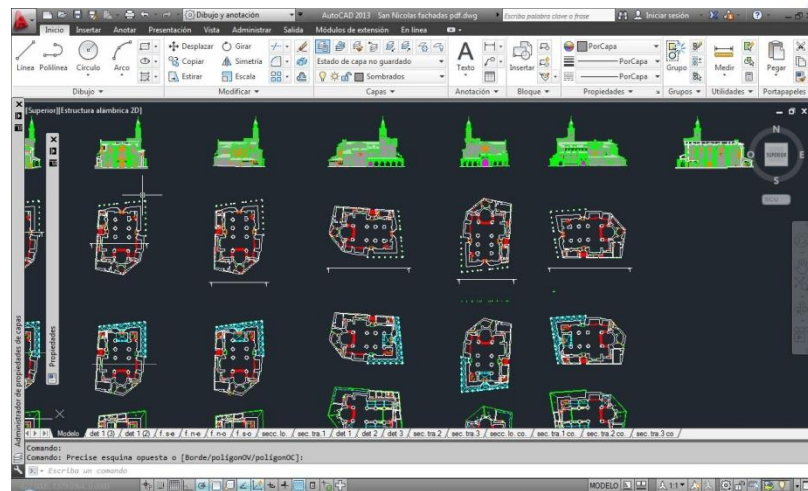 Dibujo y anotación
AutoCAD 2013 San Nicolas fachadas pdf.dwg
Escriba palabra clave o frase
Iniciar sesión
Inicio Insertar Anotar Presentación Vista Administrar Salida Módulos de extensión En línea
Línea Polilínea Círculo Arco
Desplazar Girar
Copiar Simetría
Estirar Escala
Estado de capa no guardado
Sombrados
Texto
Insertar
PorCapa
PorCapa
PorCapa
Grupo
Medir
Pegar
Dibujo Modificar Capas Anotación Bloque Propiedades Grupos Utilidades Portapapeles
[Superior][Estructura alámbrica 2D]
N
O SUPERIOR E
S
Propiedades
Administrador de propiedades de capas
Modelo det 1 (3) det 1 (2) f. s-e f. n-e f. n-o f. s-o secc. lo. sec. tra.1 det 1 det 2 det 3 sec. tra.2 sec. tra.3 secc. lo. co. sec. tra.1 co. sec. tra.2 co. sec. tra.3 co
Comando:
Comando: Precise esquina opuesta o [Borde/polígonOV/polígonOC]:
Escriba un comando
MODELO
1:1